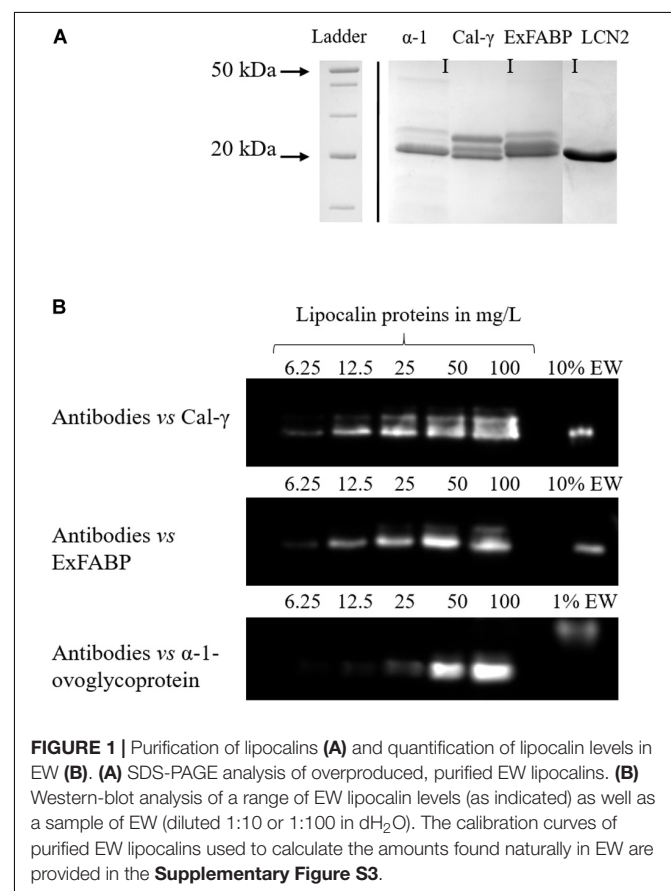 A
Ladder α-1 Cal-γ ExFABP LCN2
I I I
50 kDa
20 kDa
B
Lipocalin proteins in mg/L
6.25 12.5 25 50 100 10% EW
Antibodies vs Cal-γ
6.25 12.5 25 50 100 10% EW
Antibodies vs
ExFABP
6.25 12.5 25 50 100 1% EW
Antibodies vs α-1-
ovoglycoprotein
FIGURE 1 | Purification of lipocalins (A) and quantification of lipocalin levels in
EW (B). (A) SDS-PAGE analysis of overproduced, purified EW lipocalins. (B)
Western-blot analysis of a range of EW lipocalin levels (as indicated) as well as
a sample of EW (diluted 1:10 or 1:100 in dH₂O). The calibration curves of
purified EW lipocalins used to calculate the amounts found naturally in EW are
provided in the Supplementary Figure S3.